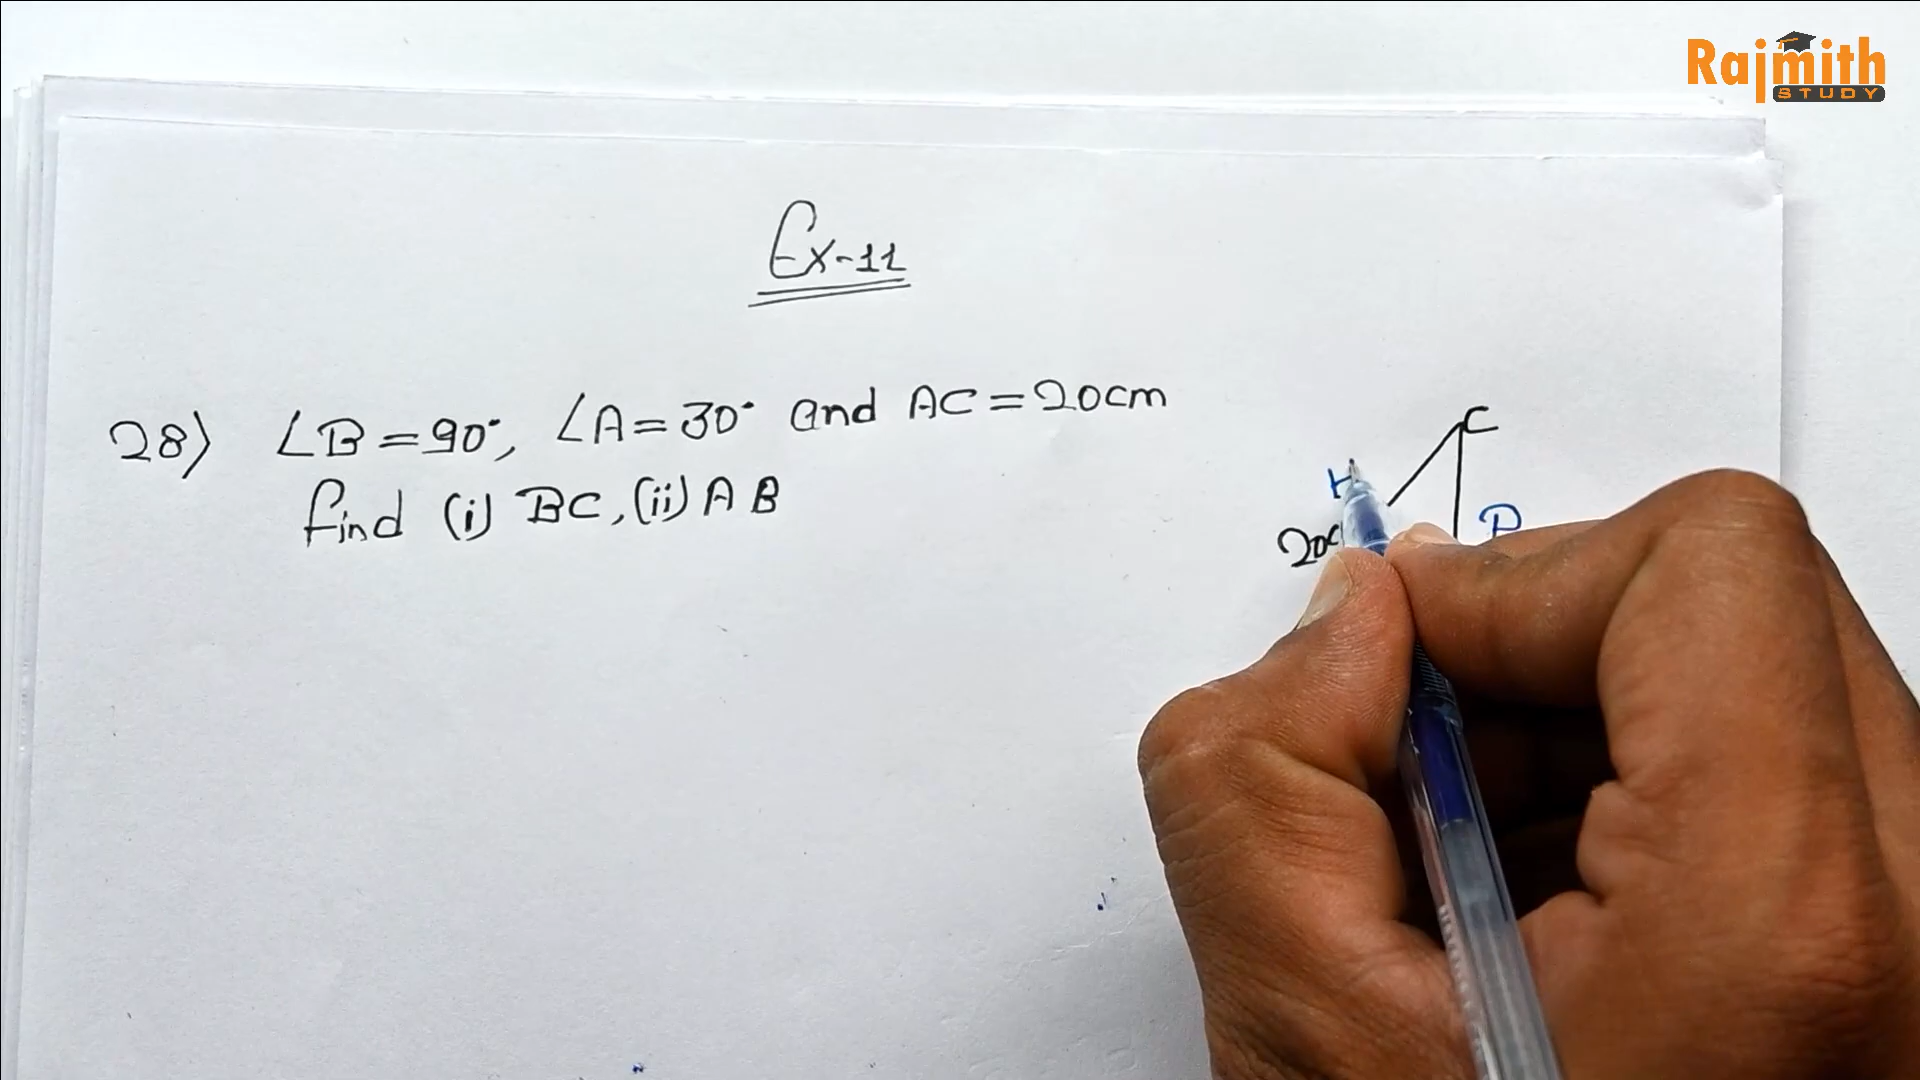 Rajmith
STUDY
Ex-11
28) ∠B=90°, ∠A=30° and AC=20cm
find (i) BC, (ii) AB
C
H
P